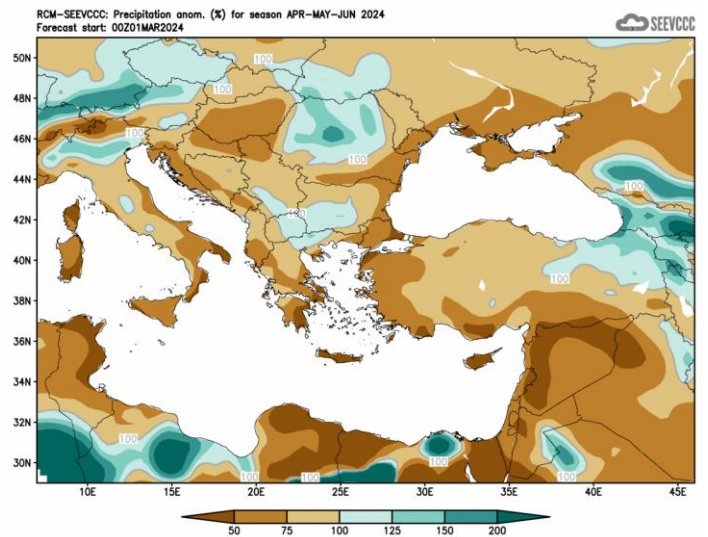 RCM-SEEVCCC: Precipitation anom. (%) for season APR-MAY-JUN 2024
Forecast start: 00Z01MAR2024
SEEVCCC
50N
48N
46N
44N
42N
40N
38N
36N
34N
32N
30N
100
100
100
100
100
100
100
100
100
100
100
100
100
10E
15E
20E
25E
30E
35E
40E
45E
50
75
100
125
150
200